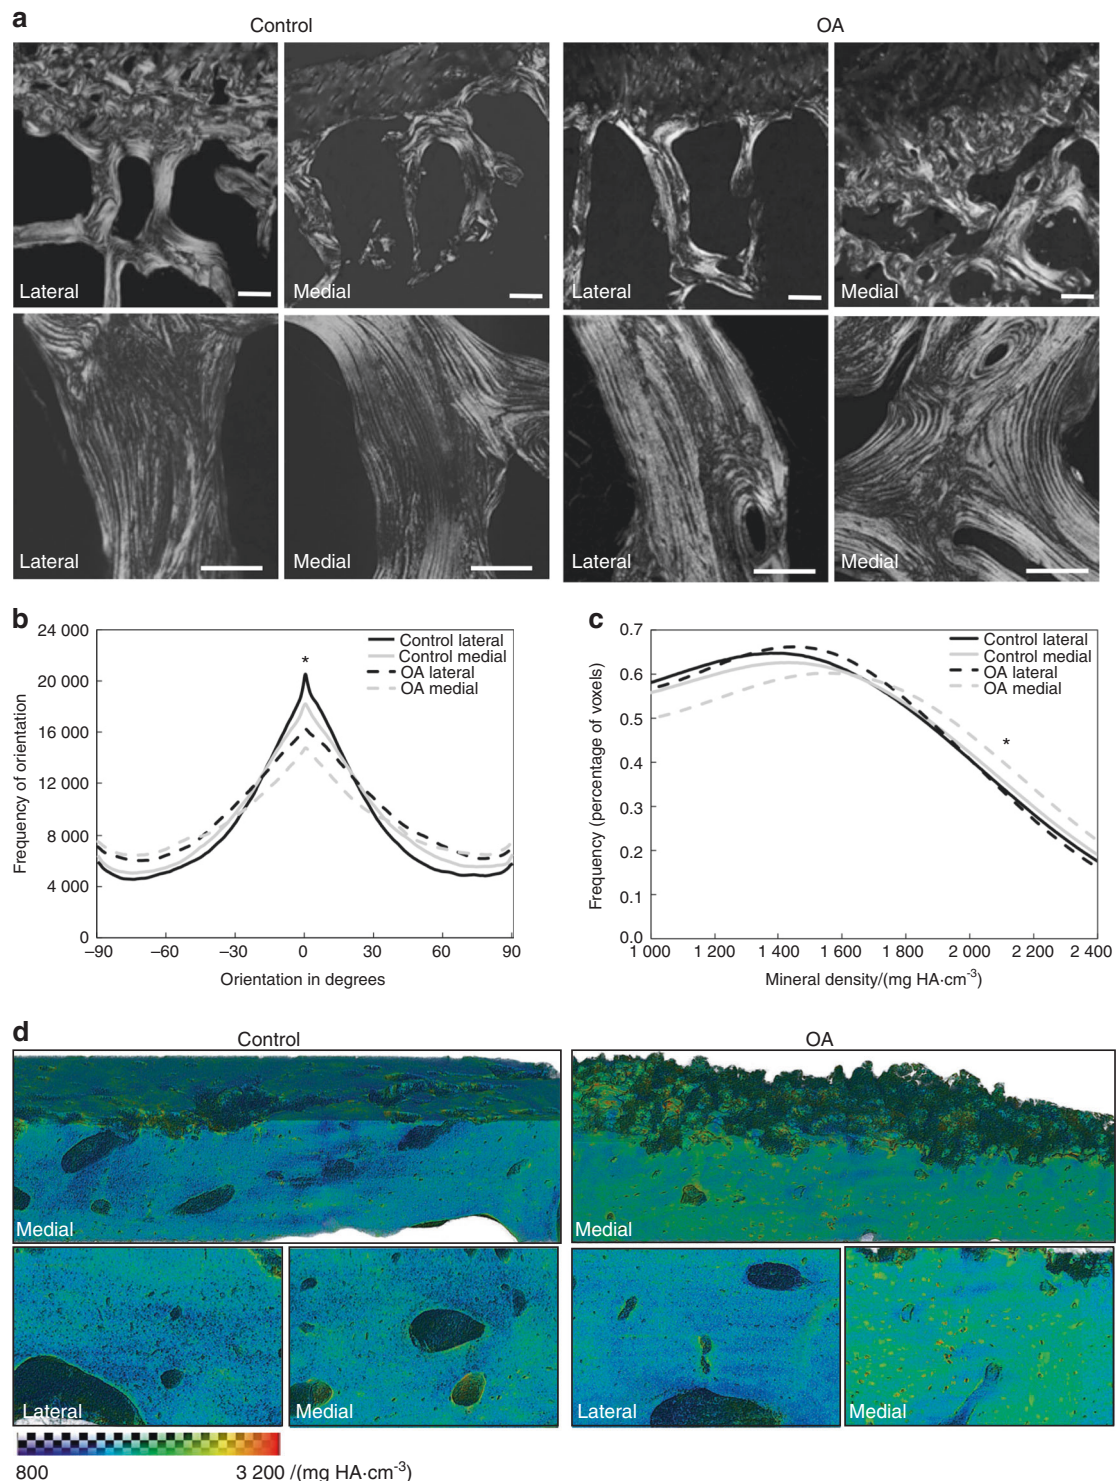 a
Control
OA
Lateral
Medial
Lateral
Medial
Lateral
Medial
Lateral
Medial
b
24 000
20 000
16 000
12 000
8 000
4 000
0
Frequency of orientation
*
Control lateral
Control medial
OA lateral
OA medial
–90 –60 –30 0 30 60 90
Orientation in degrees
c
0.7
0.6
0.5
0.4
0.3
0.2
0.1
0.0
Frequency (percentage of voxels)
Control lateral
Control medial
OA lateral
OA medial
*
1 000 1 200 1 400 1 600 1 800 2 000 2 200 2 400
Mineral density/(mg HA·cm⁻³)
d
Control
OA
Medial
Medial
Lateral
Medial
Lateral
Medial
800 3 200 /(mg HA·cm⁻³)